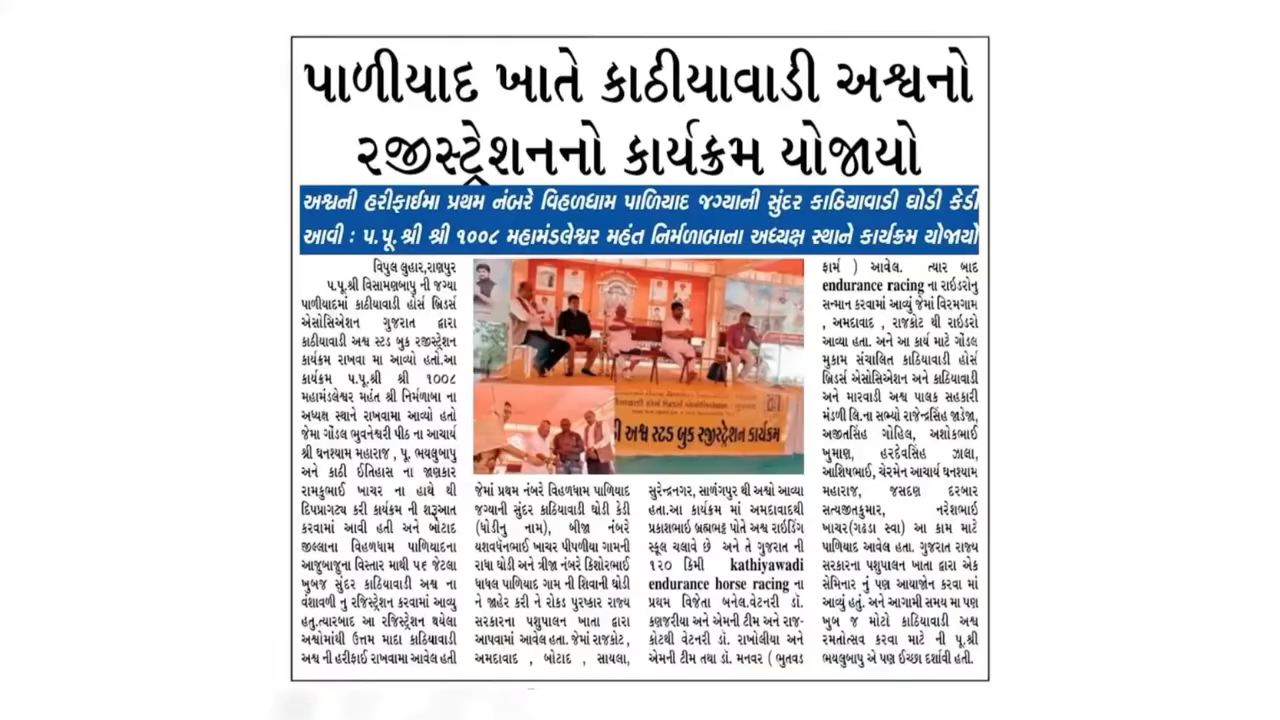 પાળીયાદ ખાતે કાઠીયાવાડી અશ્વનો
રજીસ્ટ્રેશનનો કાર્યક્રમ યોજાયો
અશ્વની હરીફાઇમા પ્રથમ નંબરે વિહળધામ પાળિયાદ જગ્યાની સુંદર કાઠિયાવાડી ઘોડી કેડી
આવી : પ.પૂ.શ્રી શ્રી ૧૦૦૮ મહામંડલેશ્વર મહંત નિર્મળાબાના અધ્યક્ષ સ્થાને કાર્યક્રમ યોજાયો
વિપુલ લુહાર,રાણપુર
પ.પૂ.શ્રી વિસામણબાપુ ની જગ્યા
પાળીયાદમાં કાઠીયાવાડી હોર્સ બ્રિડર્સ
એસોસિએશન ગુજરાત દ્વારા
કાઠીયાવાડી અશ્વ સ્ટડ બુક રજીસ્ટ્રેશન
કાર્યક્રમ રાખવા મા આવ્યો હતો.આ
કાર્યક્રમ પ.પૂ.શ્રી શ્રી ૧૦૦૮
મહામંડલેશ્વર મહંત શ્રી નિર્મળાબા ના
અધ્યક્ષ સ્થાને રાખવામાં આવ્યો હતો
જેમા ગોંડલ ભુવનેશ્વરી પીઠ ના આચાર્ય
શ્રી ઘનશ્યામ મહારાજ , પૂ. ભયલુબાપુ
અને કાઠી ઈતિહાસ ના જાણકાર
રામકુભાઈ ખાચર ના હાથે થી
દિપપ્રાગટ્ય કરી કાર્યક્રમ ની શરૂઆત
કરવામાં આવી હતી અને બોટાદ
જીલ્લાના વિહળધામ પાળિયાદના
આજુબાજુના વિસ્તાર માથી ૫૬ જેટલા
ખુબજ સુંદર કાઠિયાવાડી અશ્વ ના
વંશાવળી નુ રજિસ્ટ્રેશન કરવામાં આવ્યુ
હતુ.ત્યારબાદ આ રજિસ્ટ્રેશન થયેલા
અશ્વોમાંથી ઉત્તમ માદા કાઠિયાવાડી
અશ્વ ની હરીફાઈ રાખવામા આવેલ હતી
ી અશ્વ સ્ટડ બુક રજીસ્ટ્રેશન કાર્યક્રમ
જેમાં પ્રથમ નંબરે વિહળધામ પાળિયાદ
જગ્યાની સુંદર કાઠિયાવાડી ઘોડી કેડી
(ઘોડીનુ નામ), બીજા નંબરે
યશવર્ધનભાઈ ખાચર પીપળીયા ગામની
રાધા ઘોડી અને ત્રીજા નંબરે કિશોરભાઈ
ધાધલ પાળિયાદ ગામ ની શિવાની ઘોડી
ને જાહેર કરી ને રોકડ પુરષ્કાર રાજ્ય
સરકારના પશુપાલન ખાતા દ્વારા
આપવામાં આવેલ હતા. જેમાં રાજકોટ,
અમદાવાદ , બોટાદ , સાયલા,
સુરેન્દ્રનગર, સાળંગપુર થી અશ્વો આવ્યા
હતા.આ કાર્યક્રમ માં અમદાવાદથી
પ્રકાશભાઇ બ્રહ્મભટ્ટ પોતે અશ્વ રાઇડિંગ
સ્કૂલ ચલાવે છે અને તે ગુજરાત ની
૧૨૦ કિમી kathiyawadi
endurance horse racing ના
પ્રથમ વિજેતા બનેલ.વેટનરી ડૉ.
કણજરીયા અને એમની ટીમ અને રાજ-
કોટથી વેટનરી ડૉ. રાખોલીયા અને
એમની ટીમ તથા ડૉ. મનવર ( ભુતવડ
ફાર્મ ) આવેલ. ત્યાર બાદ
endurance racing ના રાઇડરોનુ
સન્માન કરવામાં આવ્યું જેમાં વિરમગામ
, અમદાવાદ , રાજકોટ થી રાઇડરો
આવ્યા હતા. અને આ કાર્ય માટે ગોંડલ
મુકામ સંચાલિત કાઠિયાવાડી હોર્સ
બ્રિડર્સ એસોસિએશન અને કાઠિયાવાડી
અને મારવાડી અશ્વ પાલક સહકારી
મંડળી લિ.ના સભ્યો રાજેન્દ્રસિંહ જાડેજા,
અજીતસિંહ ગોહિલ, અશોકભાઈ
ખુમાણ, હરદેવસિંહ ઝાલા,
આશિષભાઈ, ચેરમેન આચાર્ય ઘનશ્યામ
મહારાજ, જસદણ દરબાર
સત્યજીતકુમાર, નરેશભાઈ
ખાચર(ગઢડા સ્વા) આ કામ માટે
પાળિયાદ આવેલ હતા. ગુજરાત રાજ્ય
સરકારના પશુપાલન ખાતા દ્વારા એક
સેમિનાર નું પણ આયાજોન કરવા માં
આવ્યું હતું. અને આગામી સમય મા પણ
ખુબ જ મોટો કાઠિયાવાડી અશ્વ
રમતોત્સવ કરવા માટે ની પૂ.શ્રી
ભયલુબાપુ એ પણ ઈચ્છા દર્શાવી હતી.